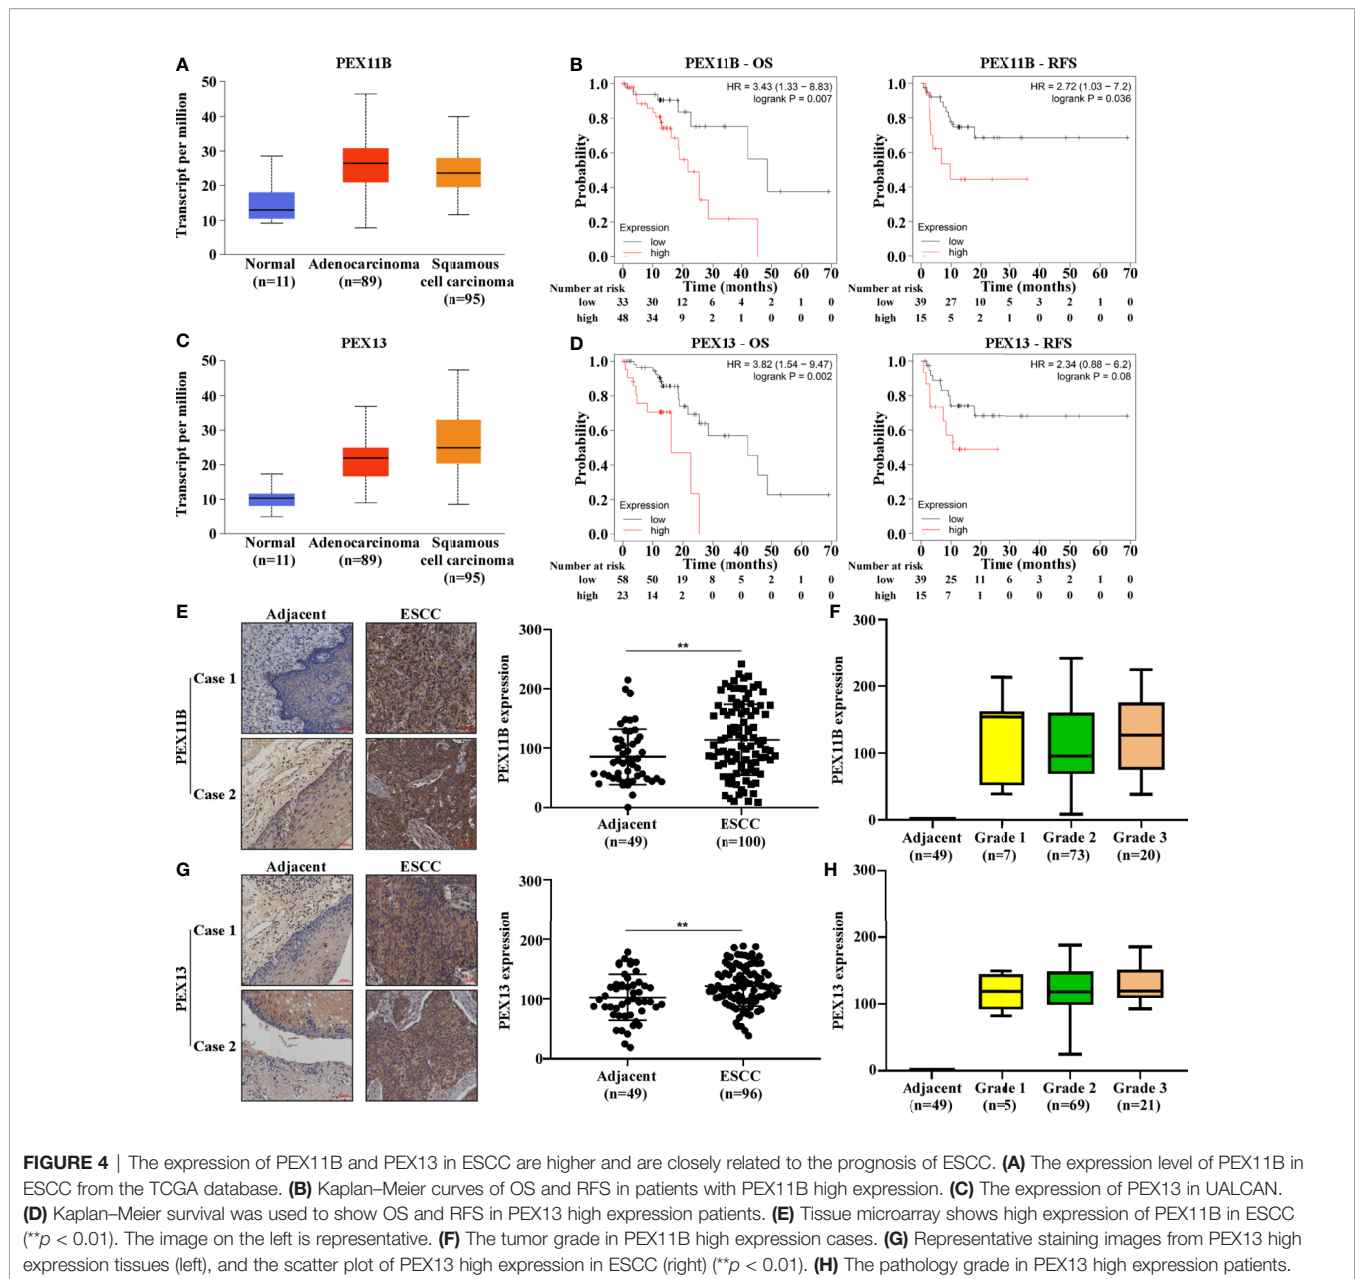 A
PEX11B
Transcript per million
50
40
30
20
10
0
Normal
(n=11)
Adenocarcinoma
(n=89)
Squamous
cell carcinoma
(n=95)
B
PEX11B - OS
HR = 3.43 (1.33 − 8.83)
logrank P = 0.007
Probability
1.0
0.8
0.6
0.4
0.2
0.0
Expression
low
high
0 10 20 30 40 50 60 70
Time (months)
Number at risk
low 33 30 12 6 4 2 1 0
high 48 34 9 2 1 0 0 0
PEX11B - RFS
HR = 2.72 (1.03 − 7.2)
logrank P = 0.036
Probability
1.0
0.8
0.6
0.4
0.2
0.0
Expression
low
high
0 10 20 30 40 50 60 70
Time (months)
Number at risk
low 39 27 10 5 3 2 1 0
high 15 5 2 1 0 0 0 0
C
PEX13
Transcript per million
50
40
30
20
10
0
Normal
(n=11)
Adenocarcinoma
(n=89)
Squamous
cell carcinoma
(n=95)
D
PEX13 - OS
HR = 3.82 (1.54 − 9.47)
logrank P = 0.002
Probability
1.0
0.8
0.6
0.4
0.2
0.0
Expression
low
high
0 10 20 30 40 50 60 70
Time (months)
Number at risk
low 58 50 19 8 5 2 1 0
high 23 14 2 0 0 0 0 0
PEX13 - RFS
HR = 2.34 (0.88 − 6.2)
logrank P = 0.08
Probability
1.0
0.8
0.6
0.4
0.2
0.0
Expression
low
high
0 10 20 30 40 50 60 70
Time (months)
Number at risk
low 39 25 11 6 3 2 1 0
high 15 7 1 0 0 0 0 0
E
Adjacent ESCC
PEX11B
Case 1
Case 2
PEX11B expression
300
200
100
0
**
Adjacent
(n=49)
ESCC
(n=100)
F
PEX11B expression
300
200
100
0
Adjacent
(n=49)
Grade 1
(n=7)
Grade 2
(n=73)
Grade 3
(n=20)
G
Adjacent ESCC
PEX13
Case 1
Case 2
PEX13 expression
300
200
100
0
**
Adjacent
(n=49)
ESCC
(n=96)
H
PEX13 expression
300
200
100
0
Adjacent
(n=49)
Grade 1
(n=5)
Grade 2
(n=69)
Grade 3
(n=21)
FIGURE 4 | The expression of PEX11B and PEX13 in ESCC are higher and are closely related to the prognosis of ESCC. (A) The expression level of PEX11B in
ESCC from the TCGA database. (B) Kaplan–Meier curves of OS and RFS in patients with PEX11B high expression. (C) The expression of PEX13 in UALCAN.
(D) Kaplan–Meier survival was used to show OS and RFS in PEX13 high expression patients. (E) Tissue microarray shows high expression of PEX11B in ESCC
(**p < 0.01). The image on the left is representative. (F) The tumor grade in PEX11B high expression cases. (G) Representative staining images from PEX13 high
expression tissues (left), and the scatter plot of PEX13 high expression in ESCC (right) (**p < 0.01). (H) The pathology grade in PEX13 high expression patients.